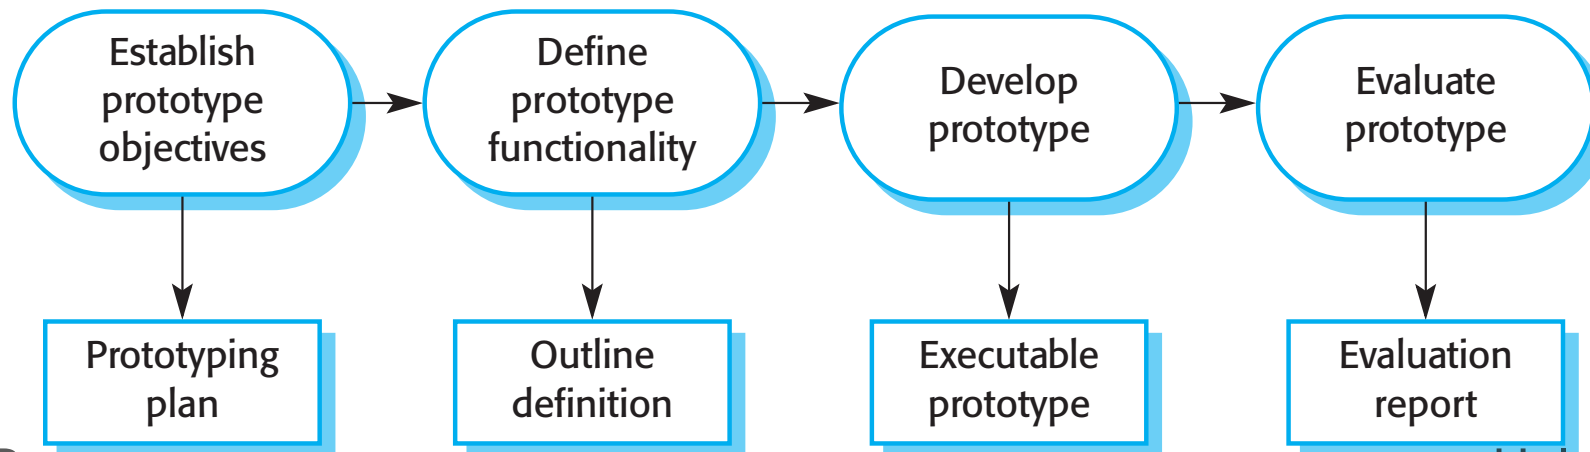 Establish
prototype
objectives
Define
prototype
functionality
Develop
prototype
Evaluate
prototype
Prototyping
plan
Outline
definition
Executable
prototype
Evaluation
report